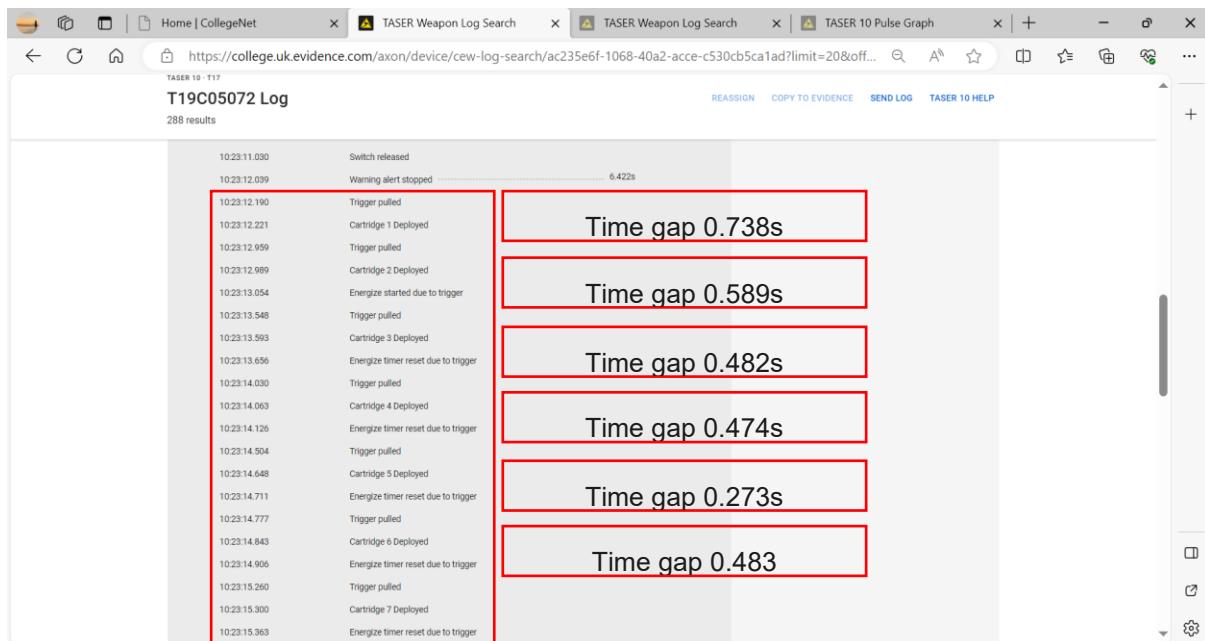 Home | CollegeNet
TASER Weapon Log Search
TASER Weapon Log Search
TASER 10 Pulse Graph
https://college.uk.evidence.com/axon/device/cew-log-search/ac235e6f-1068-40a2-acce-c530cb5ca1ad?limit=20&off...
TASER 10 - T17
T19C05072 Log
REASSIGN COPY TO EVIDENCE SEND LOG TASER 10 HELP
288 results
10:23:11.030 Switch released
10:23:12.039 Warning alert stopped 6.422s
10:23:12.190 Trigger pulled
Time gap 0.738s
10:23:12.221 Cartridge 1 Deployed
10:23:12.959 Trigger pulled
10:23:12.989 Cartridge 2 Deployed
Time gap 0.589s
10:23:13.054 Energize started due to trigger
10:23:13.548 Trigger pulled
10:23:13.593 Cartridge 3 Deployed
Time gap 0.482s
10:23:13.656 Energize timer reset due to trigger
10:23:14.030 Trigger pulled
10:23:14.063 Cartridge 4 Deployed
Time gap 0.474s
10:23:14.126 Energize timer reset due to trigger
10:23:14.504 Trigger pulled
10:23:14.648 Cartridge 5 Deployed
Time gap 0.273s
10:23:14.711 Energize timer reset due to trigger
10:23:14.777 Trigger pulled
10:23:14.843 Cartridge 6 Deployed
Time gap 0.483
10:23:14.906 Energize timer reset due to trigger
10:23:15.260 Trigger pulled
10:23:15.300 Cartridge 7 Deployed
10:23:15.363 Energize timer reset due to trigger